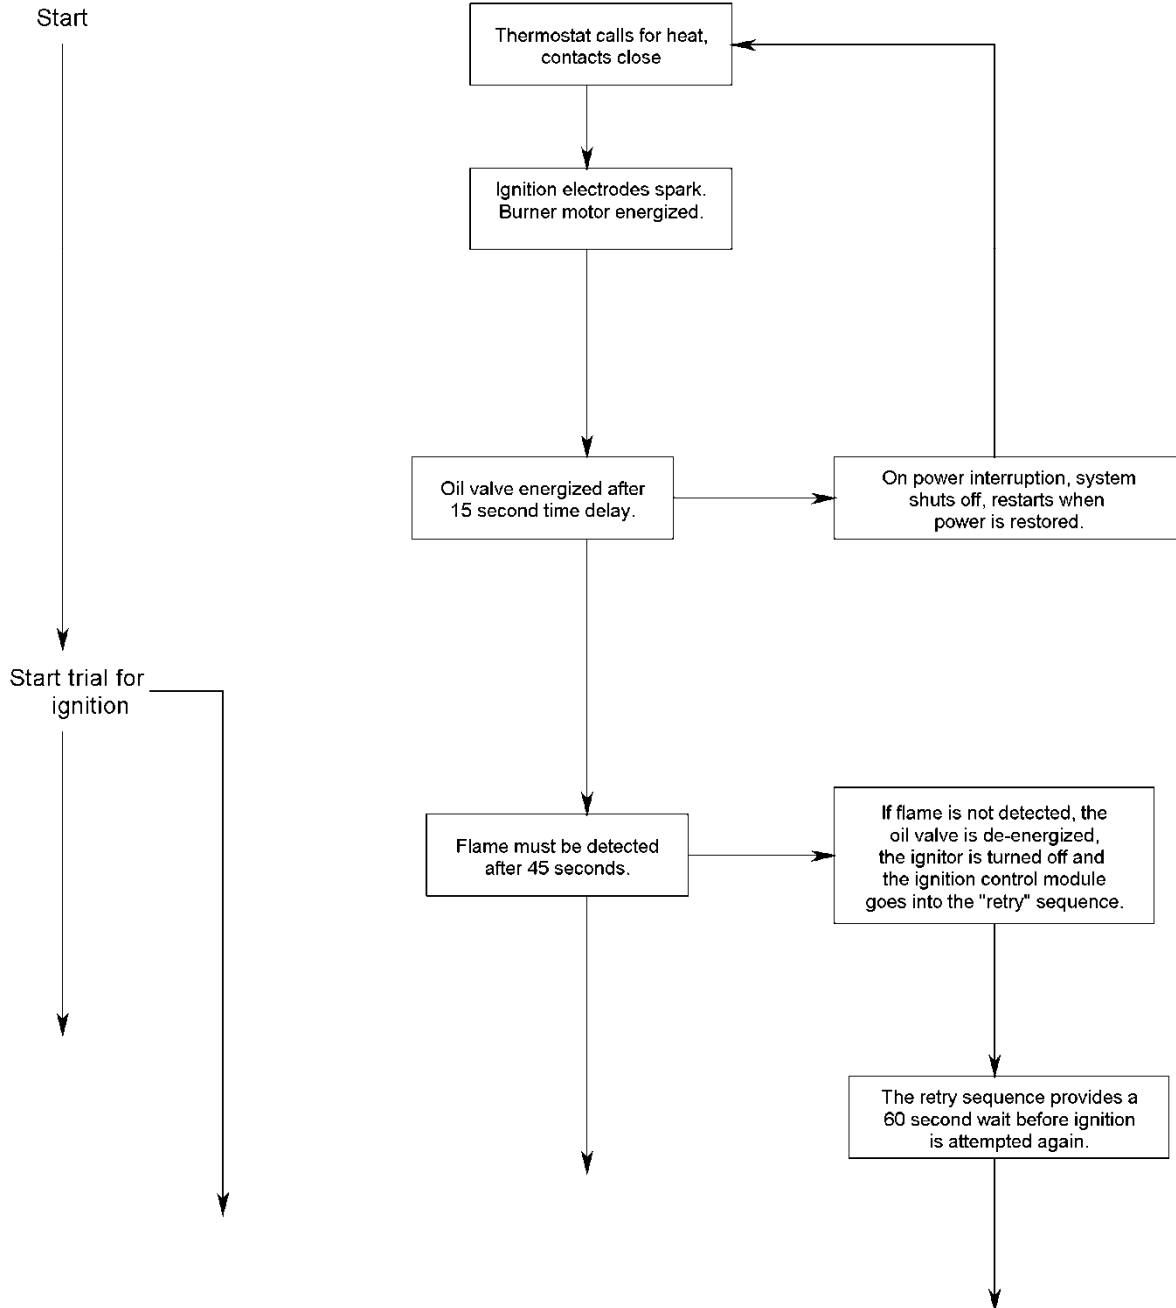 Start
Thermostat calls for heat,
contacts close
Ignition electrodes spark.
Burner motor energized.
Oil valve energized after
15 second time delay.
On power interruption, system
shuts off, restarts when
power is restored.
Start trial for
ignition
Flame must be detected
after 45 seconds.
If flame is not detected, the
oil valve is de-energized,
the ignitor is turned off and
the ignition control module
goes into the "retry" sequence.
The retry sequence provides a
60 second wait before ignition
is attempted again.